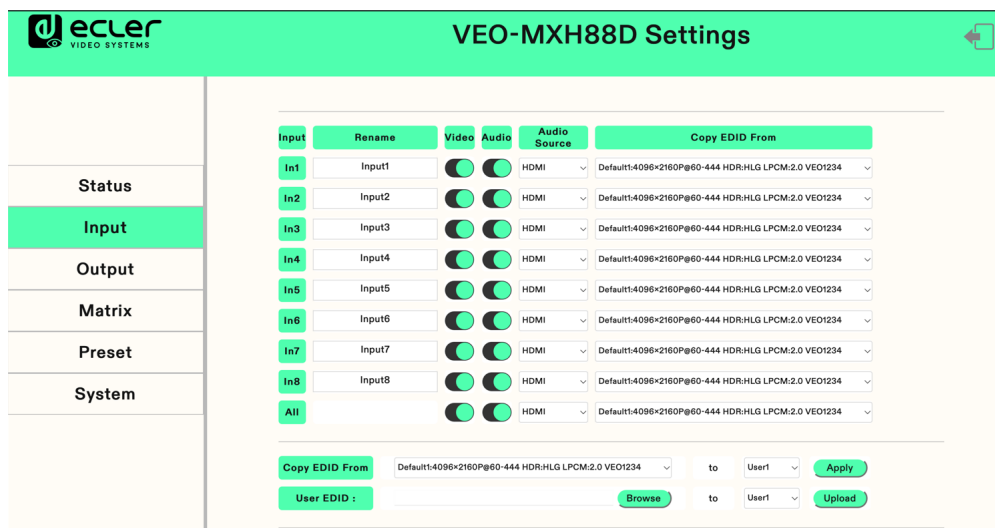 ecler
VIDEO SYSTEMS
VEO-MXH88D Settings
Status
Input
Output
Matrix
Preset
System
Input Rename Video Audio Audio Source Copy EDID From
In1 Input1 HDMI Default1:4096×2160P@60-444 HDR:HLG LPCM:2.0 VEO1234
In2 Input2 HDMI Default1:4096×2160P@60-444 HDR:HLG LPCM:2.0 VEO1234
In3 Input3 HDMI Default1:4096×2160P@60-444 HDR:HLG LPCM:2.0 VEO1234
In4 Input4 HDMI Default1:4096×2160P@60-444 HDR:HLG LPCM:2.0 VEO1234
In5 Input5 HDMI Default1:4096×2160P@60-444 HDR:HLG LPCM:2.0 VEO1234
In6 Input6 HDMI Default1:4096×2160P@60-444 HDR:HLG LPCM:2.0 VEO1234
In7 Input7 HDMI Default1:4096×2160P@60-444 HDR:HLG LPCM:2.0 VEO1234
In8 Input8 HDMI Default1:4096×2160P@60-444 HDR:HLG LPCM:2.0 VEO1234
All HDMI Default1:4096×2160P@60-444 HDR:HLG LPCM:2.0 VEO1234
Copy EDID From Default1:4096×2160P@60-444 HDR:HLG LPCM:2.0 VEO1234 to User1 Apply
User EDID : Browse to User1 Upload